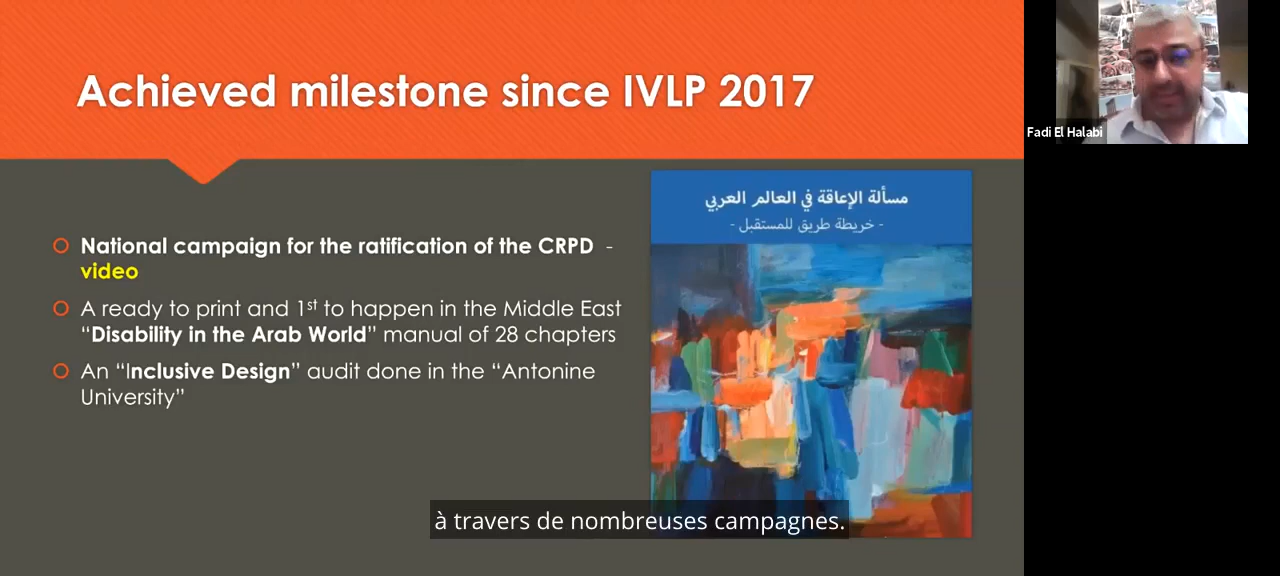 Achieved milestone since IVLP 2017
Fadi El Halabi
National campaign for the ratification of the CRPD -
video
A ready to print and 1st to happen in the Middle East
“Disability in the Arab World” manual of 28 chapters
An “Inclusive Design” audit done in the “Antonine
University”
مسألة الإعاقة في العالم العربي
- خريطة طريق للمستقبل -
à travers de nombreuses campagnes.